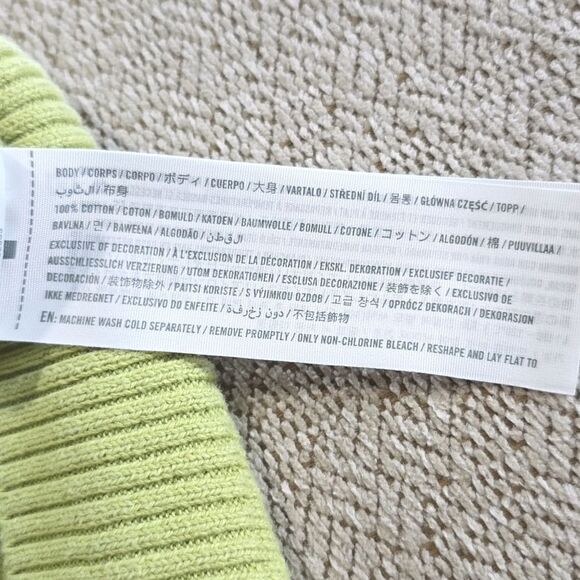 BODY / CORPS / CORPO / ボディ / CUERPO / 大身 / VARTALO / STŘEDNÍ DÍL / 몸통 / GŁÓWNA CZĘŚĆ / TOPP /
الثوب / 布身
100% COTTON / COTON / BOMULD / KATOEN / BAUMWOLLE / BOMULL / COTONE / コットン / ALGODÓN / 棉 / PUUVILLAA /
BAVLNA / 면 / BAWEŁNA / ALGODÃO / القطن
EXCLUSIVE OF DECORATION / À L'EXCLUSION DE LA DÉCORATION / EKSKL. DEKORATION / EXCLUSIEF DECORATIE /
AUSSCHLIESSLICH VERZIERUNG / UTOM DEKORATIONEN / ESCLUSA DECORAZIONE / 装飾を除く / EXCLUSIVO DE
DECORACIÓN / 装饰物除外 / PAITSI KORISTE / S VÝJIMKOU OZDOB / 고급 장식 / OPRÓCZ DEKORACJI / DEKORASJON
IKKE MEDREGNET / EXCLUSIVO DO ENFEITE / دون زخرفة / 不包括飾物
EN: MACHINE WASH COLD SEPARATELY / REMOVE PROMPTLY / ONLY NON-CHLORINE BLEACH / RESHAPE AND LAY FLAT TO